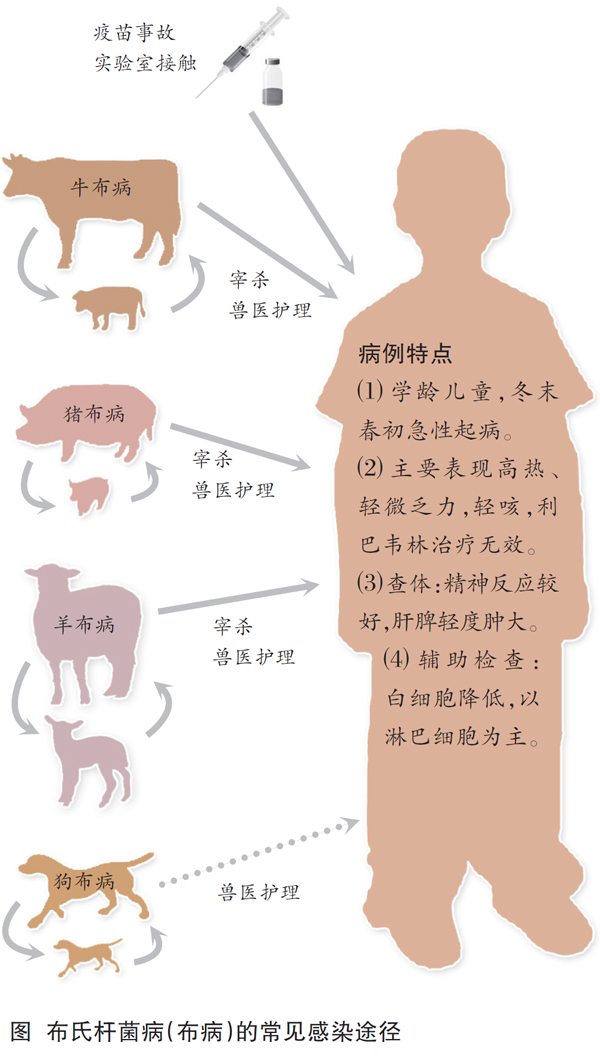 疫苗事故
实验室接触
牛布病
宰杀
兽医护理
猪布病
宰杀
兽医护理
羊布病
宰杀
兽医护理
狗布病
兽医护理
病例特点
⑴ 学龄儿童，冬末
春初急性起病。
⑵ 主要表现高热、
轻微乏力，轻咳，利
巴韦林治疗无效。
⑶ 查体：精神反应较
好，肝脾轻度肿大。
⑷ 辅助检查：
白细胞降低，以
淋巴细胞为主。
图 布氏杆菌病(布病)的常见感染途径